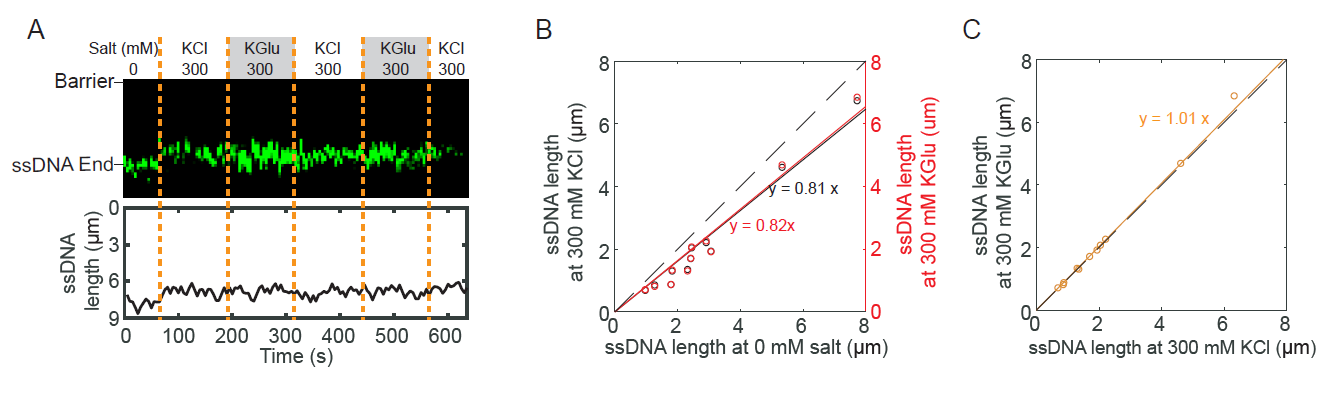 A
Salt (mM) KCl KGlu KCl KGlu KCl
0 300 300 300 300 300
Barrier
ssDNA End
ssDNA
length (μm)
0
3
6
9
0 100 200 300 400 500 600
Time (s)
B
ssDNA length
at 300 mM KCl (μm)
8
6
4
2
0
y = 0.81 x
y = 0.82x
8
6
4
2
0
ssDNA length
at 300 mM KGlu (um)
0 2 4 6 8
ssDNA length at 0 mM salt (μm)
C
ssDNA length
at 300 mM KGlu (μm)
8
6
4
2
0
y = 1.01 x
0 2 4 6 8
ssDNA length at 300 mM KCl (μm)